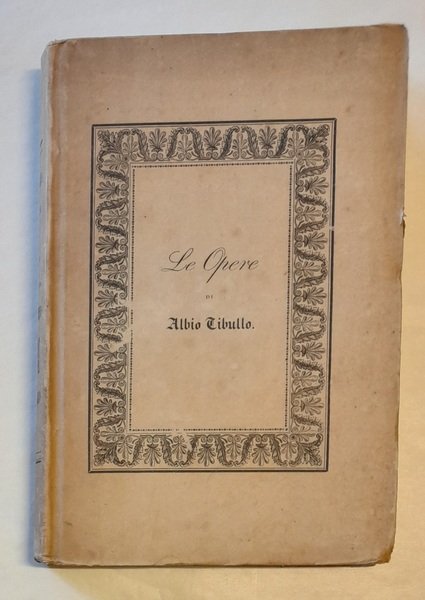 Le Opere
DI
Albio Tibullo.